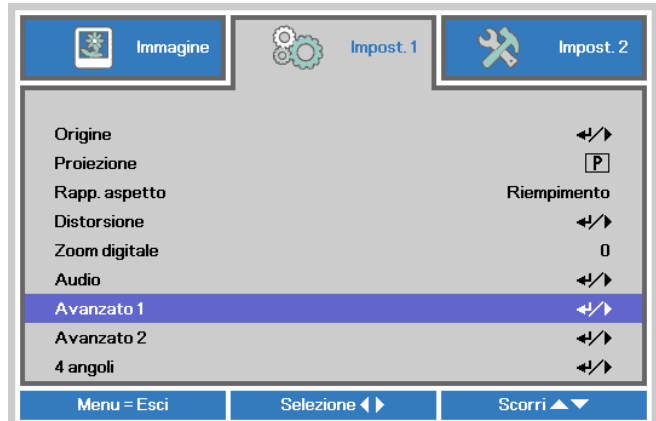 Immagine
Impost. 1
Impost. 2
Origine
Proiezione P
Rapp. aspetto Riempimento
Distorsione
Zoom digitale 0
Audio
Avanzato 1
Avanzato 2
4 angoli
Menu = Esci
Selezione
Scorri